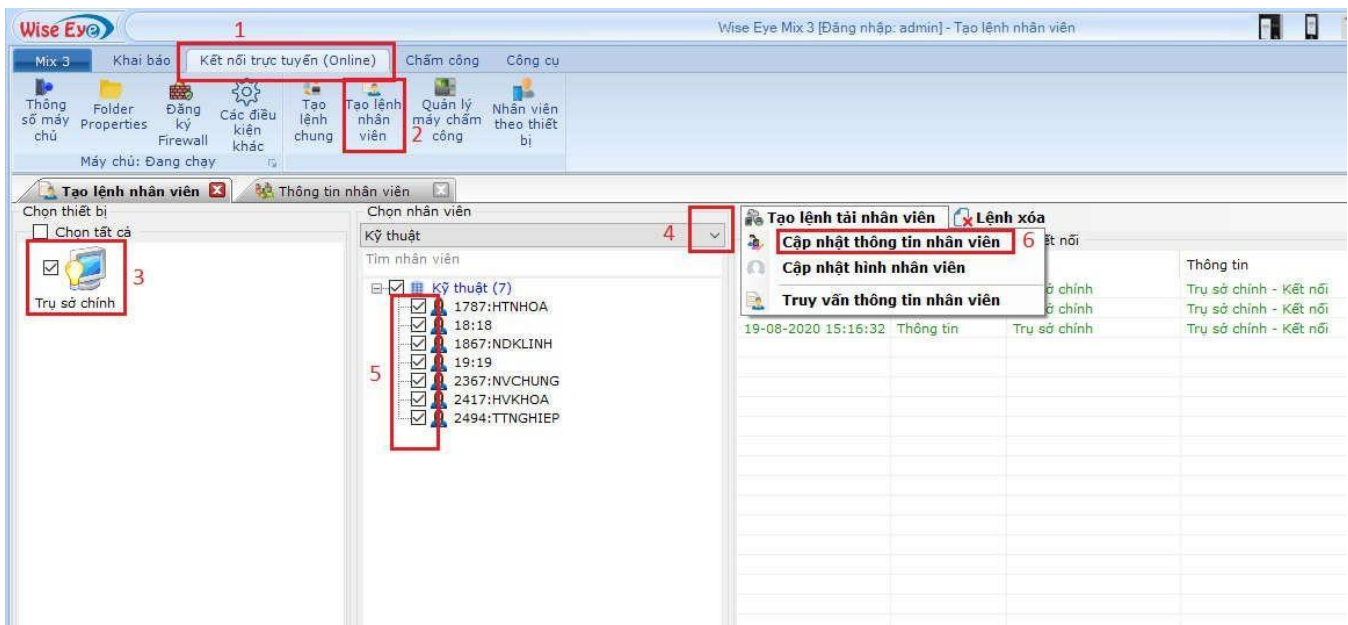 Wise Eye
1
Wise Eye Mix 3 [Đăng nhập: admin] - Tạo lệnh nhân viên
Mix 3 Khai báo Kết nối trực tuyến (Online) Chấm công Công cụ
Thông số máy chủ
Folder Properties
Đăng ký Firewall
Các điều kiện khác
Tạo lệnh chung
Tạo lệnh nhân viên
2
Quản lý máy chấm công
Nhân viên theo thiết bị
Máy chủ: Đang chạy
Tạo lệnh nhân viên Thông tin nhân viên
Chọn thiết bị
Chọn tất cả
3
Trụ sở chính
Chọn nhân viên
Kỹ thuật
4
Tìm nhân viên
Kỹ thuật (7)
1787:HTNHOA
18:18
1867:NDKLINH
19:19
5
2367:NVCHUNG
2417:HVKHOA
2494:TTNGHIEP
Tạo lệnh tải nhân viên Lệnh xóa
Cập nhật thông tin nhân viên
6
Cập nhật hình nhân viên
Truy vấn thông tin nhân viên
nối
Thông tin
chính Trụ sở chính - Kết nối
chính Trụ sở chính - Kết nối
19-08-2020 15:16:32 Thông tin Trụ sở chính Trụ sở chính - Kết nối